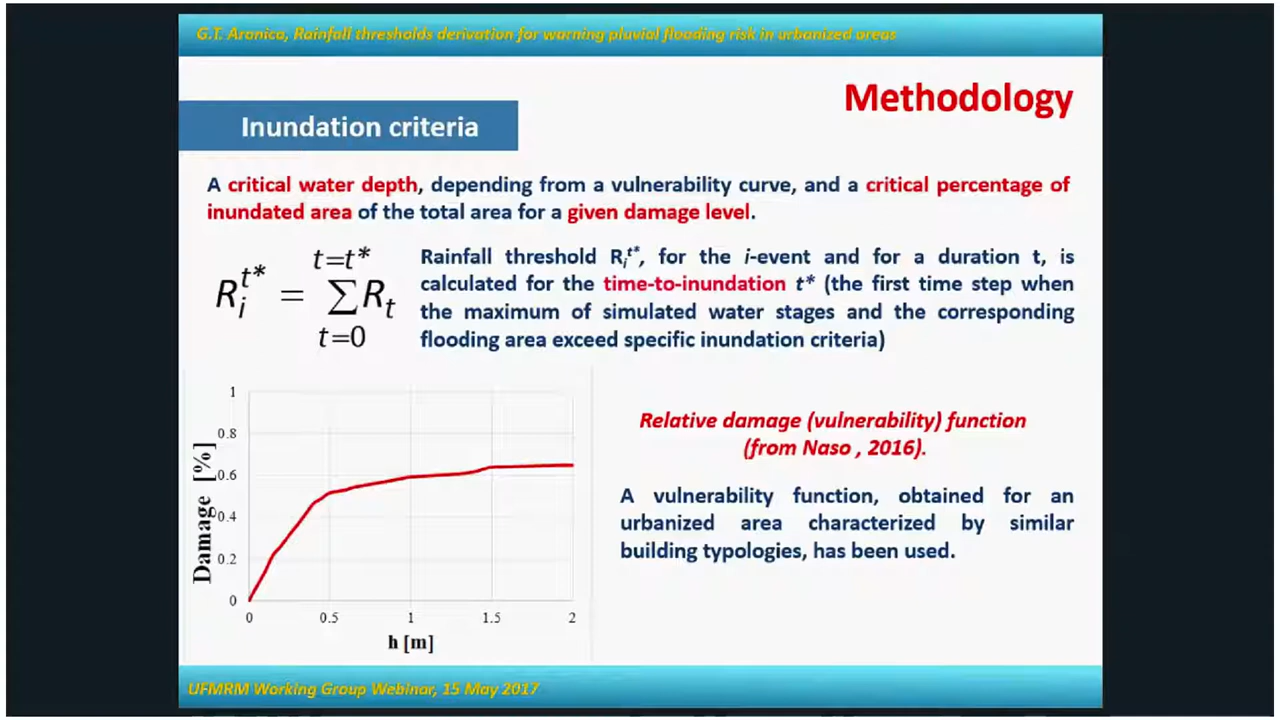 G.T. Aronica, Rainfall thresholds derivation for warning pluvial flooding risk in urbanized areas
Methodology
Inundation criteria
A critical water depth, depending from a vulnerability curve, and a critical percentage of
inundated area of the total area for a given damage level.
t=t*
R_i^{t*} = ∑R_t
t=0
Rainfall threshold R_i^{t*}, for the i-event and for a duration t, is
calculated for the time-to-inundation t* (the first time step when
the maximum of simulated water stages and the corresponding
flooding area exceed specific inundation criteria)
Damage [%]
1
0.8
0.6
0.4
0.2
0
0 0.5 1 1.5 2
h [m]
Relative damage (vulnerability) function
(from Naso , 2016).
A vulnerability function, obtained for an
urbanized area characterized by similar
building typologies, has been used.
UFMRM Working Group Webinar, 15 May 2017